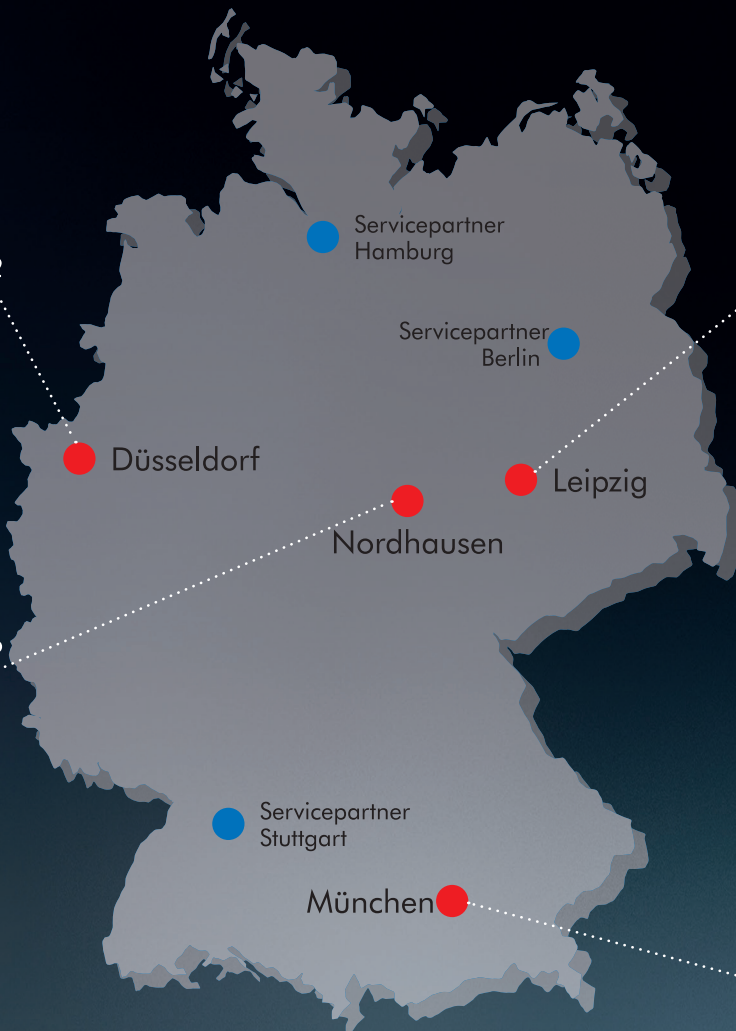 Servicepartner
Hamburg
Servicepartner
Berlin
Düsseldorf
Leipzig
Nordhausen
Servicepartner
Stuttgart
München